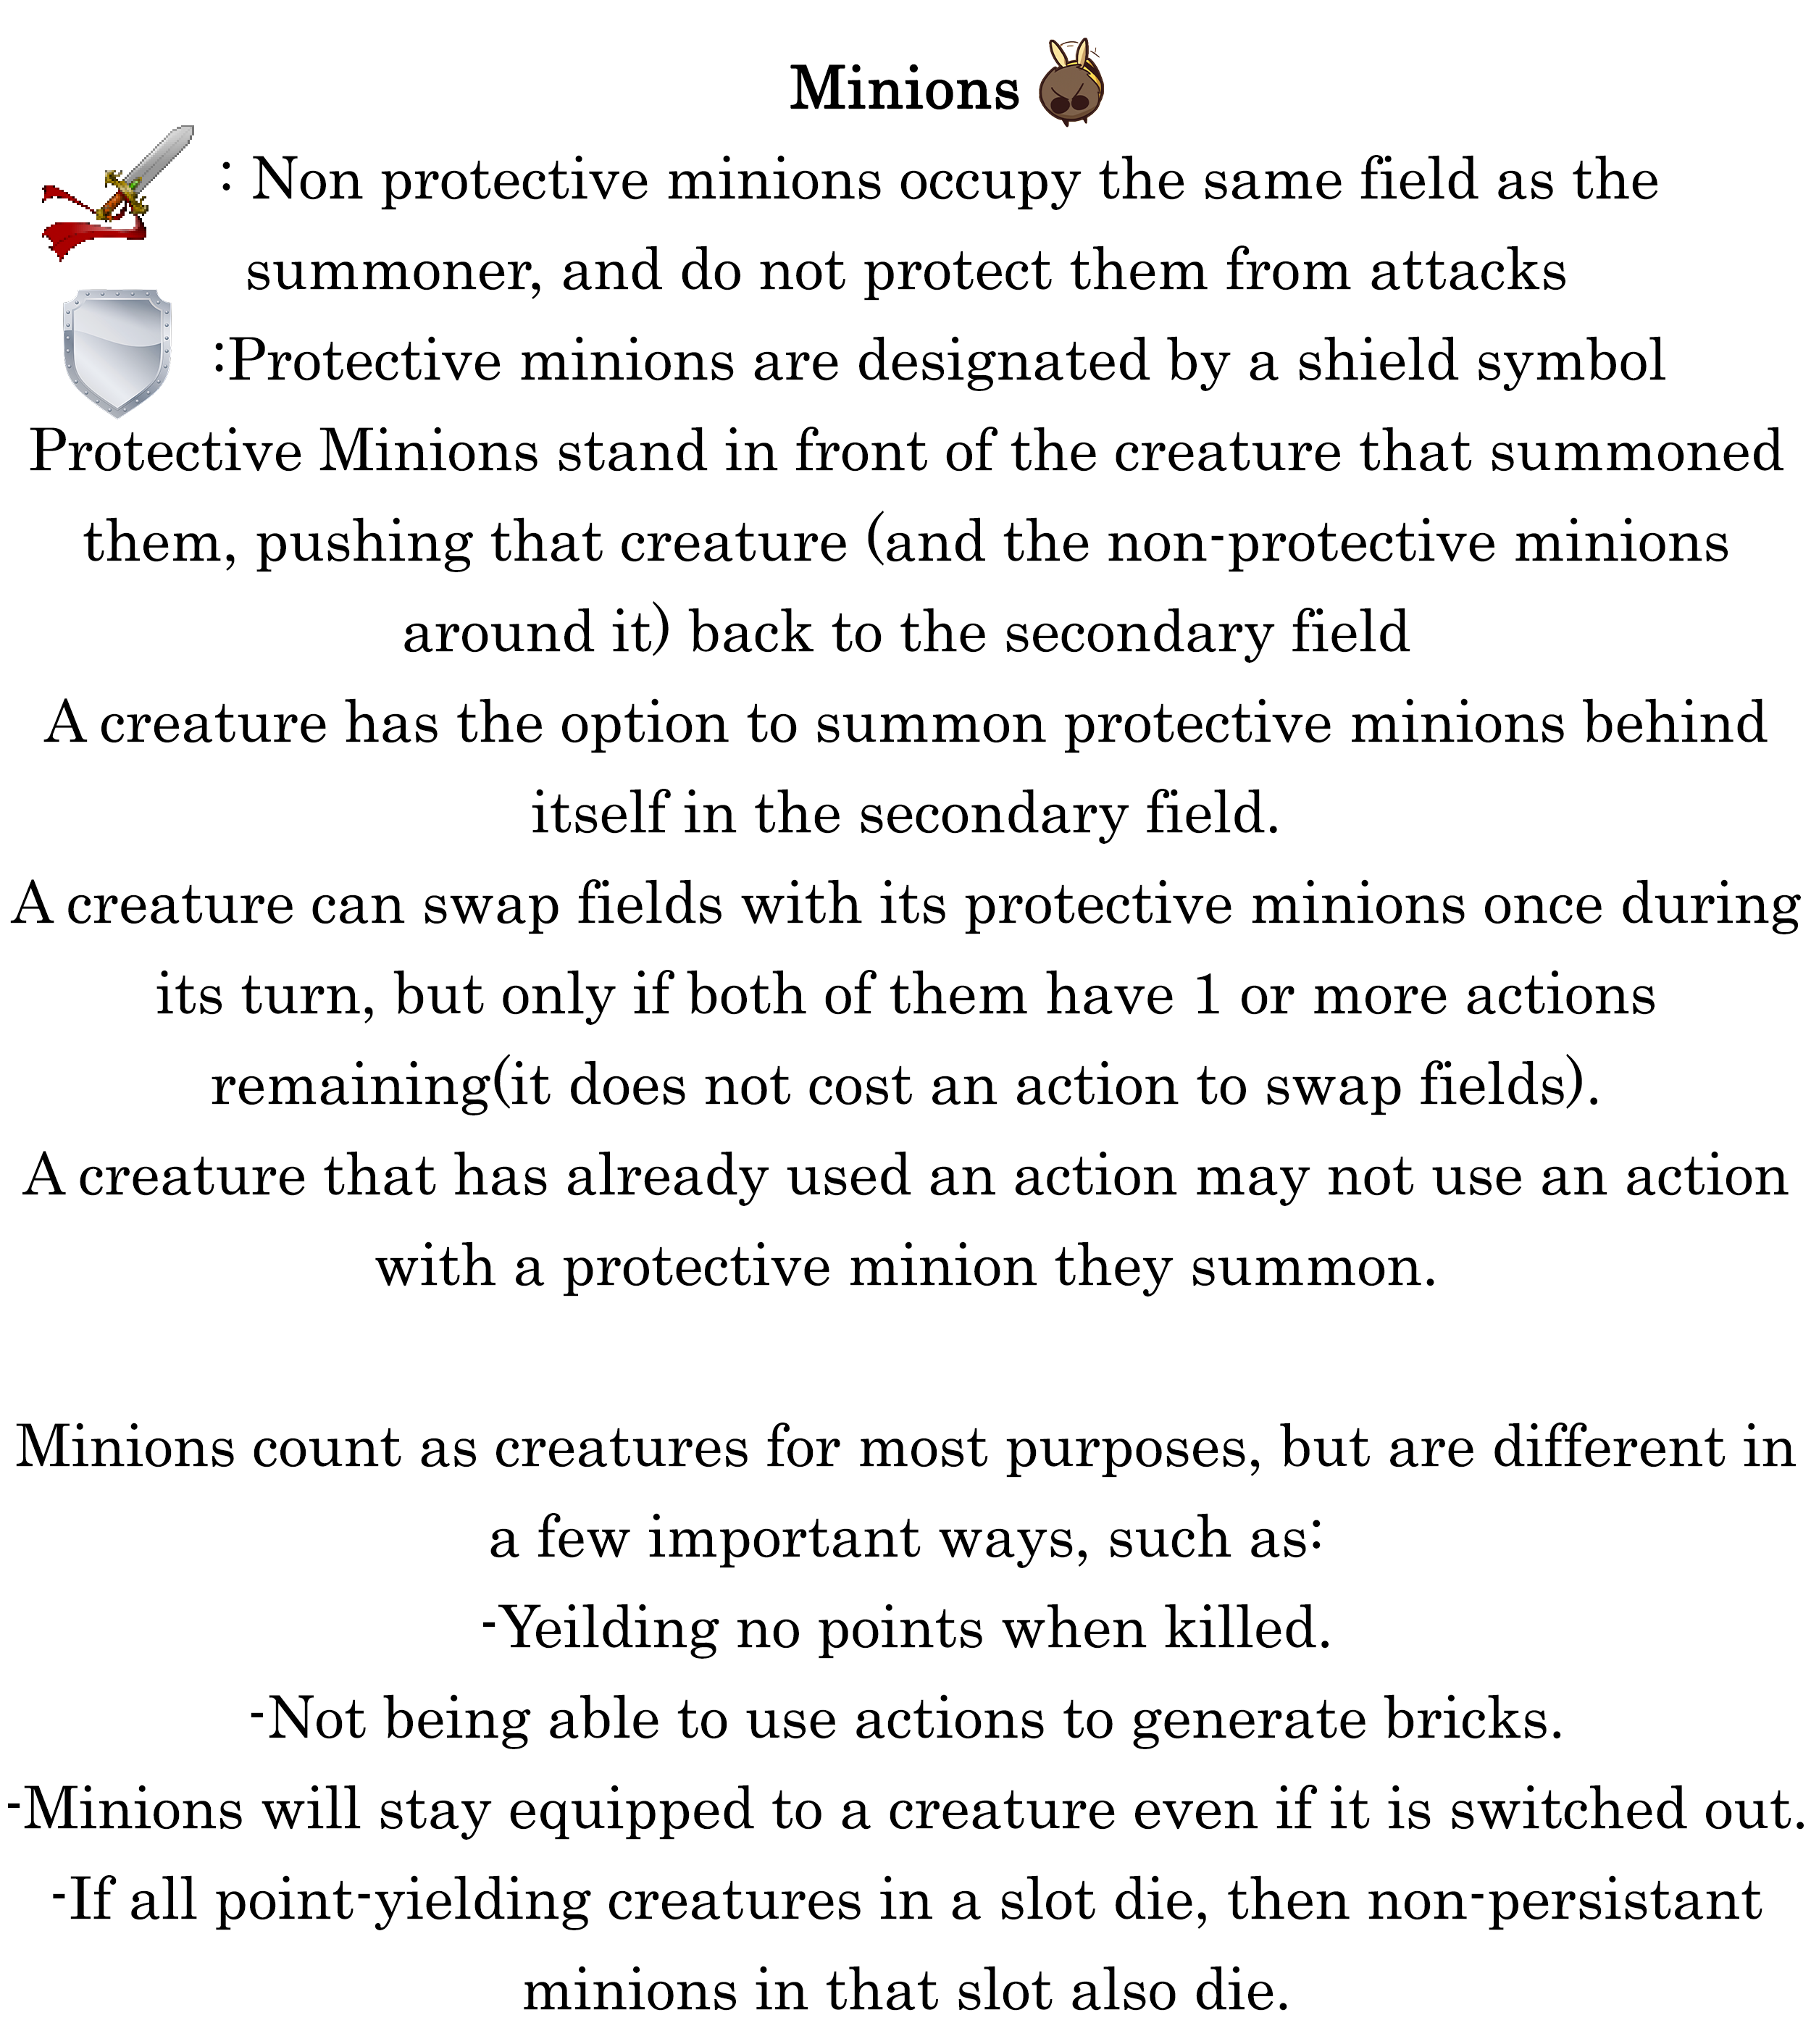 Minions
: Non protective minions occupy the same field as the
summoner, and do not protect them from attacks
:Protective minions are designated by a shield symbol
Protective Minions stand in front of the creature that summoned
them, pushing that creature (and the non-protective minions
around it) back to the secondary field
A creature has the option to summon protective minions behind
itself in the secondary field.
A creature can swap fields with its protective minions once during
its turn, but only if both of them have 1 or more actions
remaining(it does not cost an action to swap fields).
A creature that has already used an action may not use an action
with a protective minion they summon.
Minions count as creatures for most purposes, but are different in
a few important ways, such as:
-Yeilding no points when killed.
-Not being able to use actions to generate bricks.
-Minions will stay equipped to a creature even if it is switched out.
-If all point-yielding creatures in a slot die, then non-persistant
minions in that slot also die.